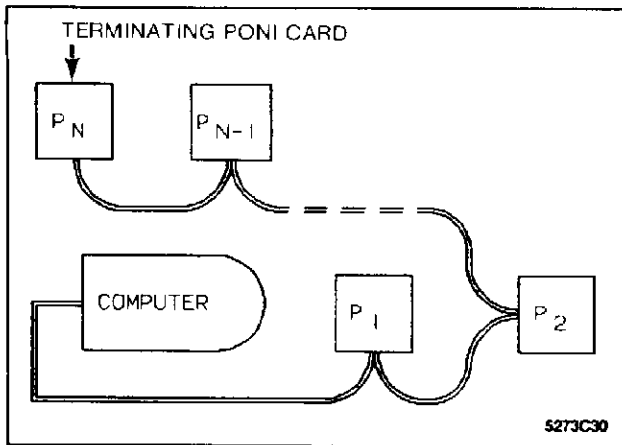 TERMINATING PONI CARD
P N
P N-1
COMPUTER
P 1
P 2
5273C30